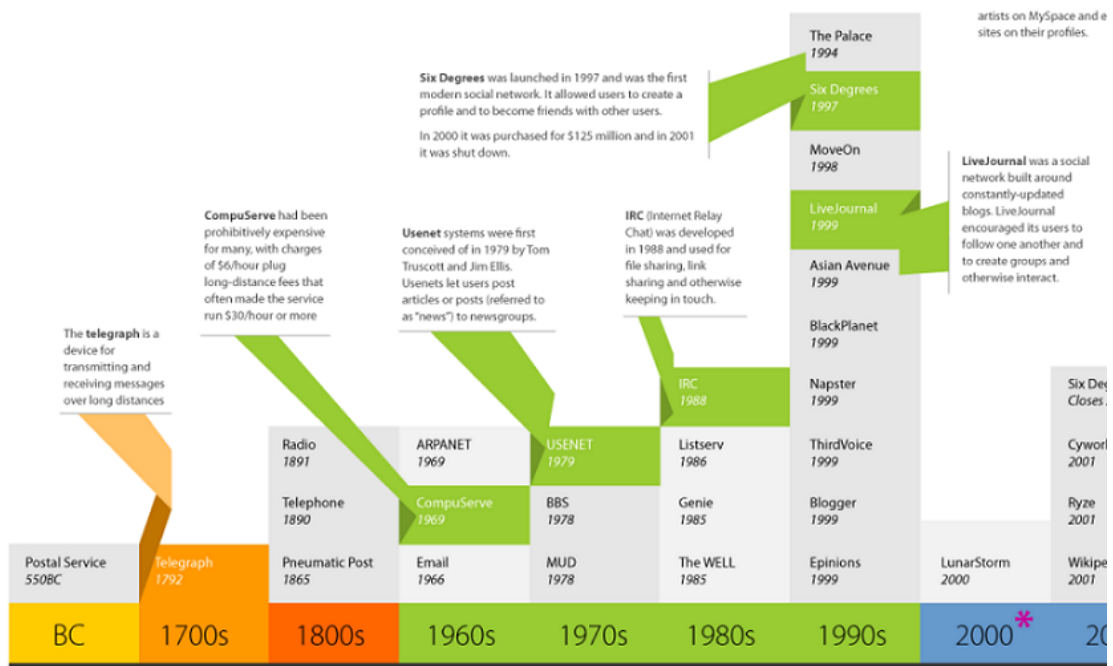 artists on MySpace and e
sites on their profiles.
Six Degrees was launched in 1997 and was the first
modern social network. It allowed users to create a
profile and to become friends with other users.
In 2000 it was purchased for $125 million and in 2001
it was shut down.
The Palace
1994
Six Degrees
1997
MoveOn
1998
LiveJournal
1999
Asian Avenue
1999
BlackPlanet
1999
Napster
1999
ThirdVoice
1999
Blogger
1999
Epinions
1999
LiveJournal was a social
network built around
constantly-updated
blogs. LiveJournal
encouraged its users to
follow one another and
to create groups and
otherwise interact.
CompuServe had been
prohibitively expensive
for many, with charges
of $6/hour plug
long-distance fees that
often made the service
run $30/hour or more
Usenet systems were first
conceived of in 1979 by Tom
Truscott and Jim Ellis.
Usenets let users post
articles or posts (referred to
as "news") to newsgroups.
IRC (Internet Relay
Chat) was developed
in 1988 and used for
file sharing, link
sharing and otherwise
keeping in touch.
The telegraph is a
device for
transmitting and
receiving messages
over long distances
Postal Service
550BC
Telegraph
1792
Radio
1891
Telephone
1890
Pneumatic Post
1865
ARPANET
1969
CompuServe
1969
Email
1966
USENET
1979
BBS
1978
MUD
1978
IRC
1988
Listserv
1986
Genie
1985
The WELL
1985
LunarStorm
2000
Six Deg
Closes
Cyworl
2001
Ryze
2001
Wikipe
2001
BC
1700s
1800s
1960s
1970s
1980s
1990s
2000*
20